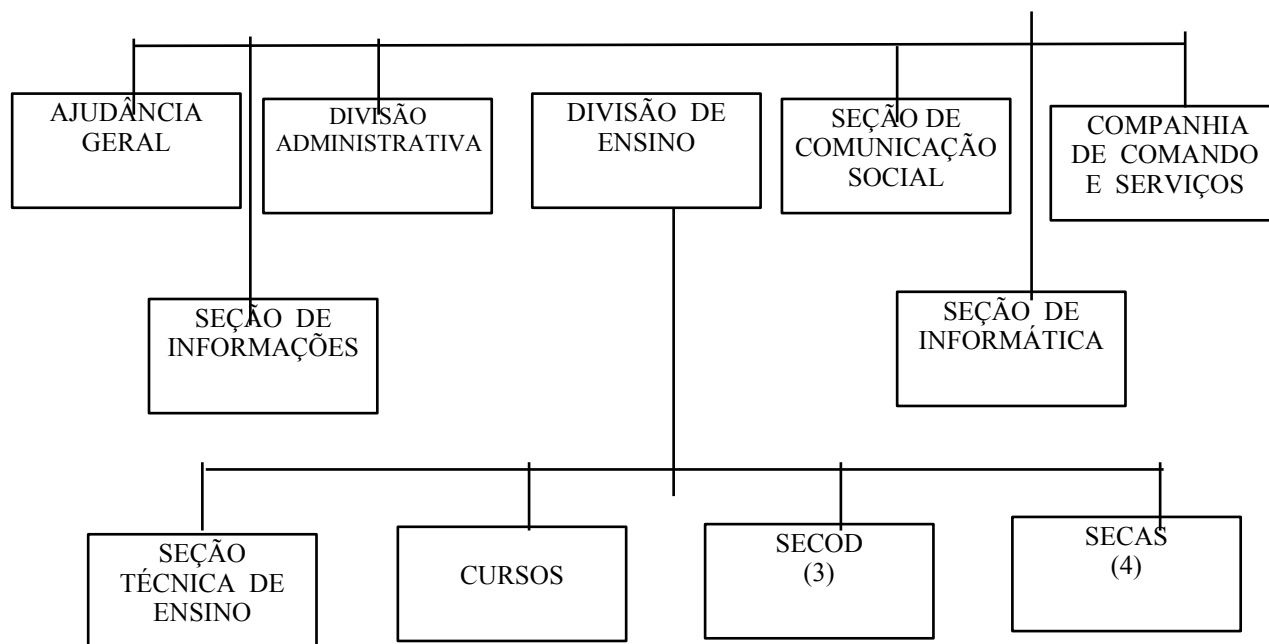 AJUDÂNCIA
GERAL
DIVISÃO
ADMINISTRATIVA
DIVISÃO DE
ENSINO
SEÇÃO DE
COMUNICAÇÃO
SOCIAL
COMPANHIA
DE COMANDO
E SERVIÇOS
SEÇÃO DE
INFORMAÇÕES
SEÇÃO DE
INFORMÁTICA
SEÇÃO
TÉCNICA DE
ENSINO
CURSOS
SECOD
(3)
SECAS
(4)